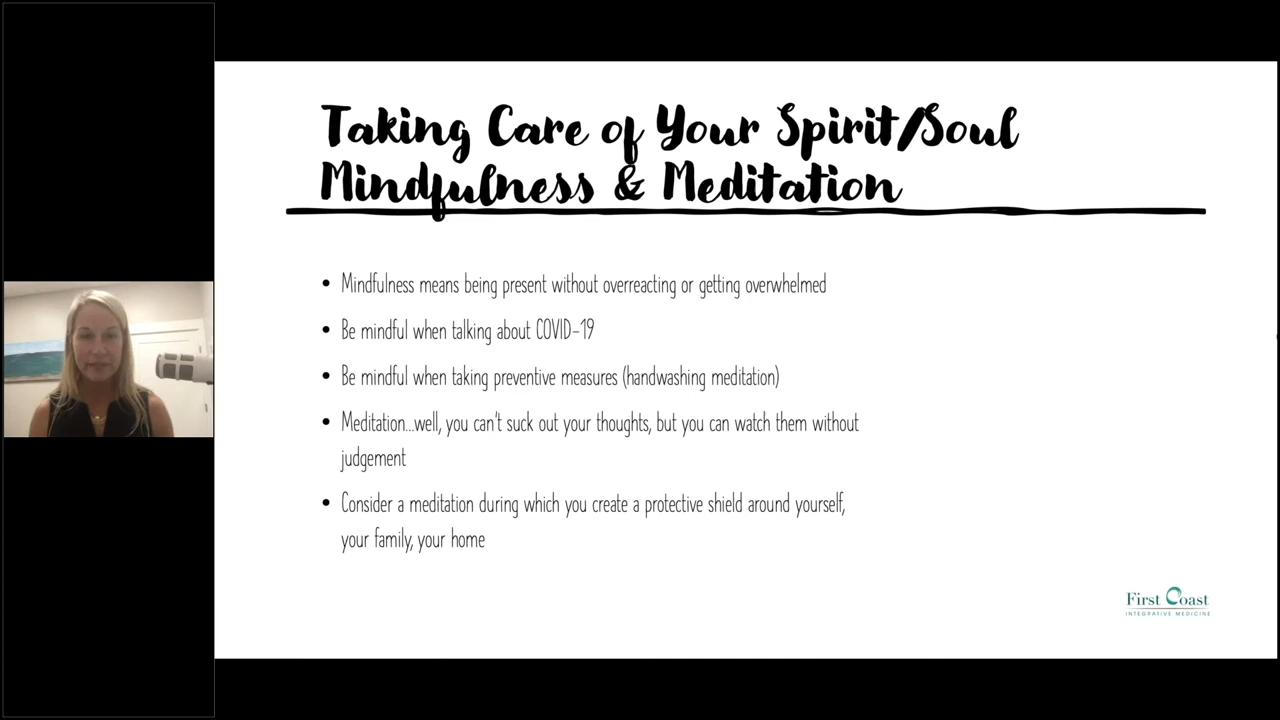 Taking Care of Your Spirit/Soul
Mindfulness & Meditation
• Mindfulness means being present without overreacting or getting overwhelmed
• Be mindful when talking about COVID-19
• Be mindful when taking preventive measures (handwashing meditation)
• Meditation...well, you can't suck out your thoughts, but you can watch them without
judgement
• Consider a meditation during which you create a protective shield around yourself,
your family, your home
First Coast
INTEGRATIVE MEDICINE